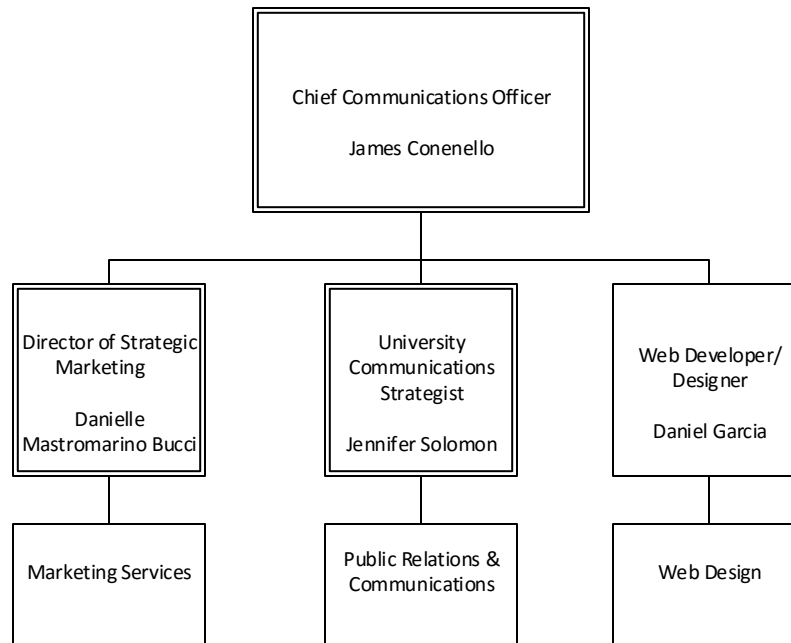 Chief Communications Officer
James Conenello
Director of Strategic
Marketing
Danielle
Mastromarino Bucci
University
Communications
Strategist
Jennifer Solomon
Web Developer/
Designer
Daniel Garcia
Marketing Services
Public Relations &
Communications
Web Design